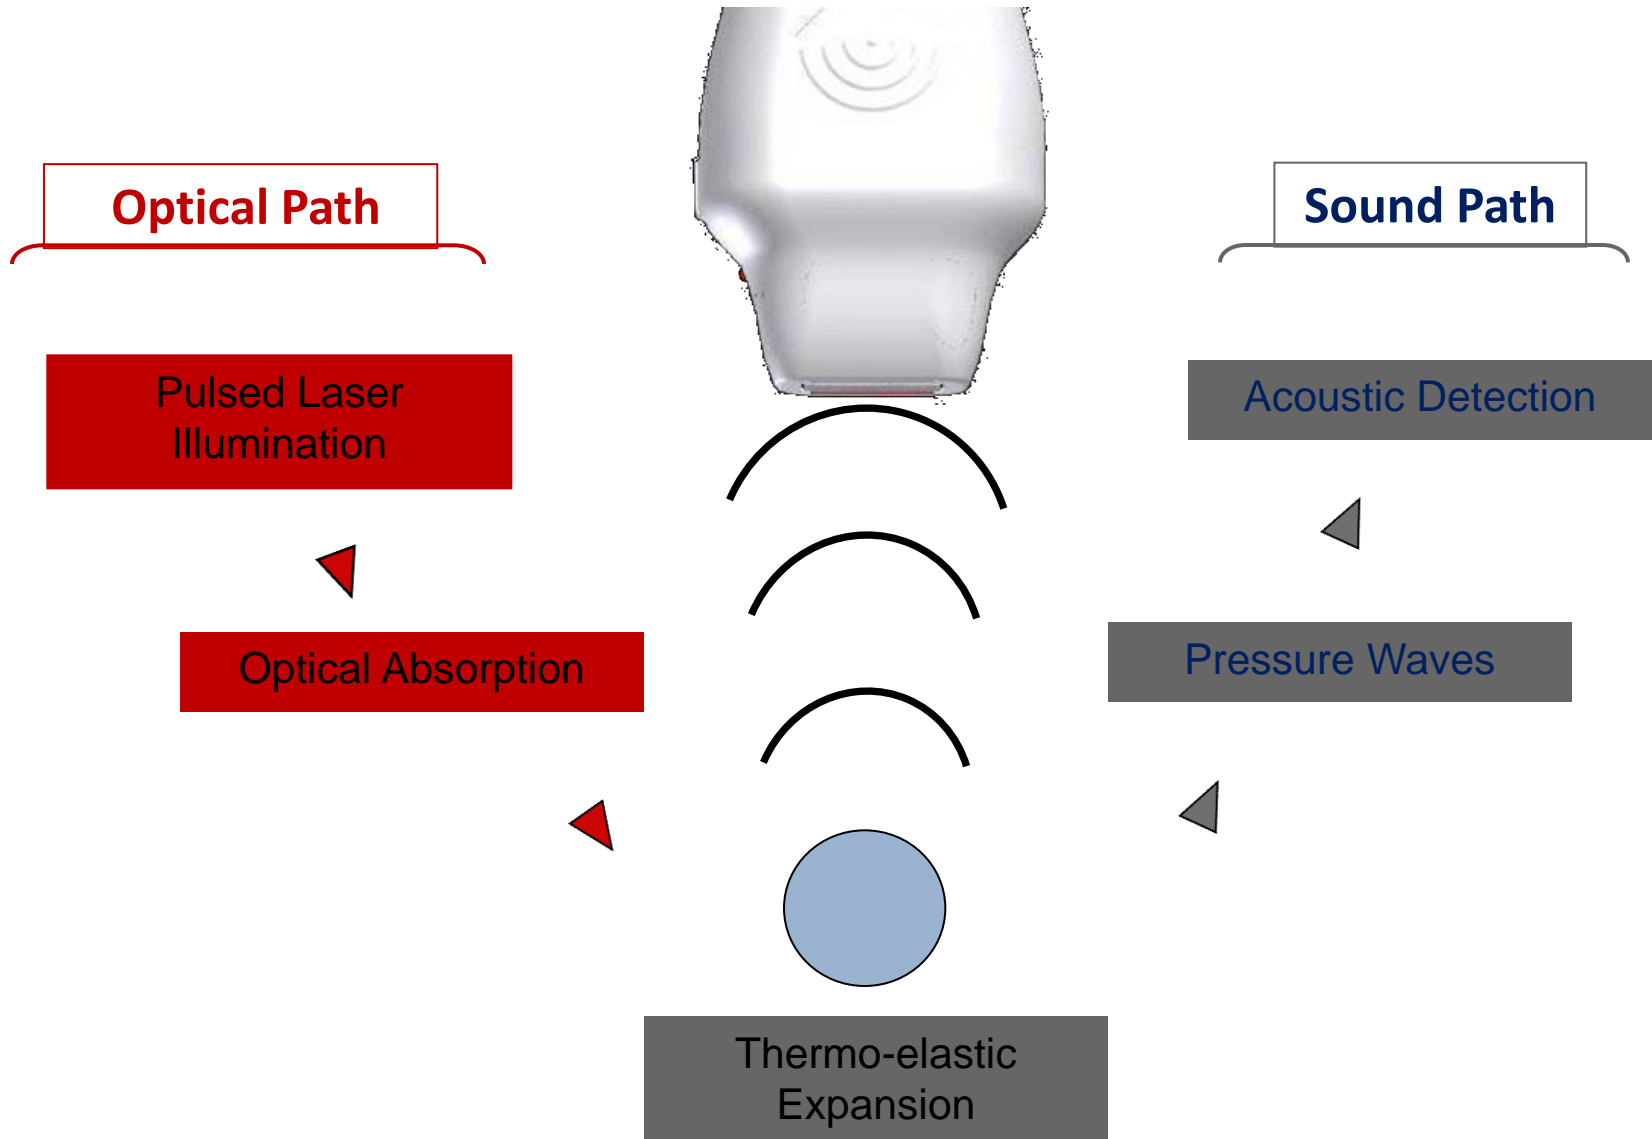 Optical Path
Sound Path
Pulsed Laser
Illumination
Acoustic Detection
Optical Absorption
Pressure Waves
Thermo-elastic
Expansion